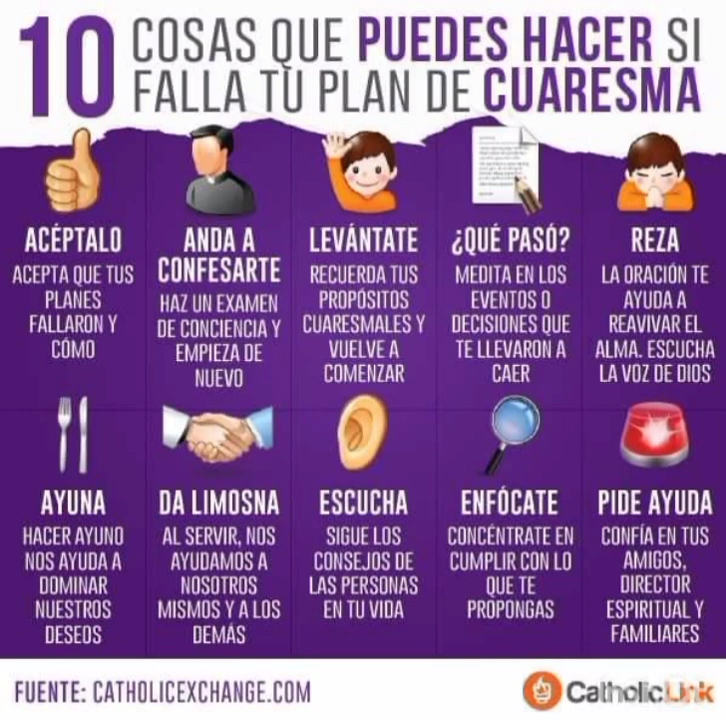 10 COSAS QUE PUEDES HACER SI
FALLA TÚ PLAN DE CUARESMA
ACÉPTALO
ACEPTA QUE TUS
PLANES
FALLARON Y
CÓMO
ANDA A
CONFESARTE
HAZ UN EXAMEN
DE CONCIENCIA Y
EMPIEZA DE
NUEVO
LEVÁNTATE
RECUERDA TUS
PROPÓSITOS
CUARESMALES Y
VUELVE A
COMENZAR
¿QUÉ PASÓ?
MEDITA EN LOS
EVENTOS O
DECISIONES QUE
TE LLEVARON A
CAER
REZA
LA ORACIÓN TE
AYUDA A
REAVIVAR EL
ALMA. ESCUCHA
LA VOZ DE DIOS
AYUNA
HACER AYUNO
NOS AYUDA A
DOMINAR
NUESTROS
DESEOS
DA LIMOSNA
AL SERVIR, NOS
AYUDAMOS A
NOSOTROS
MISMOS Y A LOS
DEMÁS
ESCUCHA
SIGUE LOS
CONSEJOS DE
LAS PERSONAS
EN TU VIDA
ENFÓCATE
CONCÉNTRATE EN
CUMPLIR CON LO
QUE TE
PROPONGAS
PIDE AYUDA
CONFÍA EN TUS
AMIGOS,
DIRECTOR
ESPIRITUAL Y
FAMILIARES
FUENTE: CATHOLICEXCHANGE.COM
CatholicLink